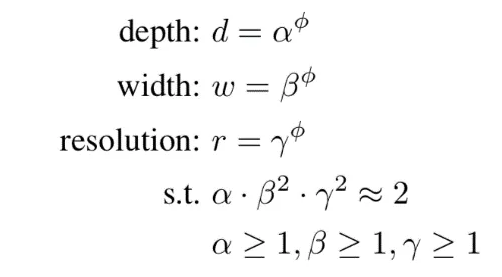 depth: d = α^ϕ
width: w = β^ϕ
resolution: r = γ^ϕ
s.t. α · β² · γ² ≈ 2
α ≥ 1, β ≥ 1, γ ≥ 1